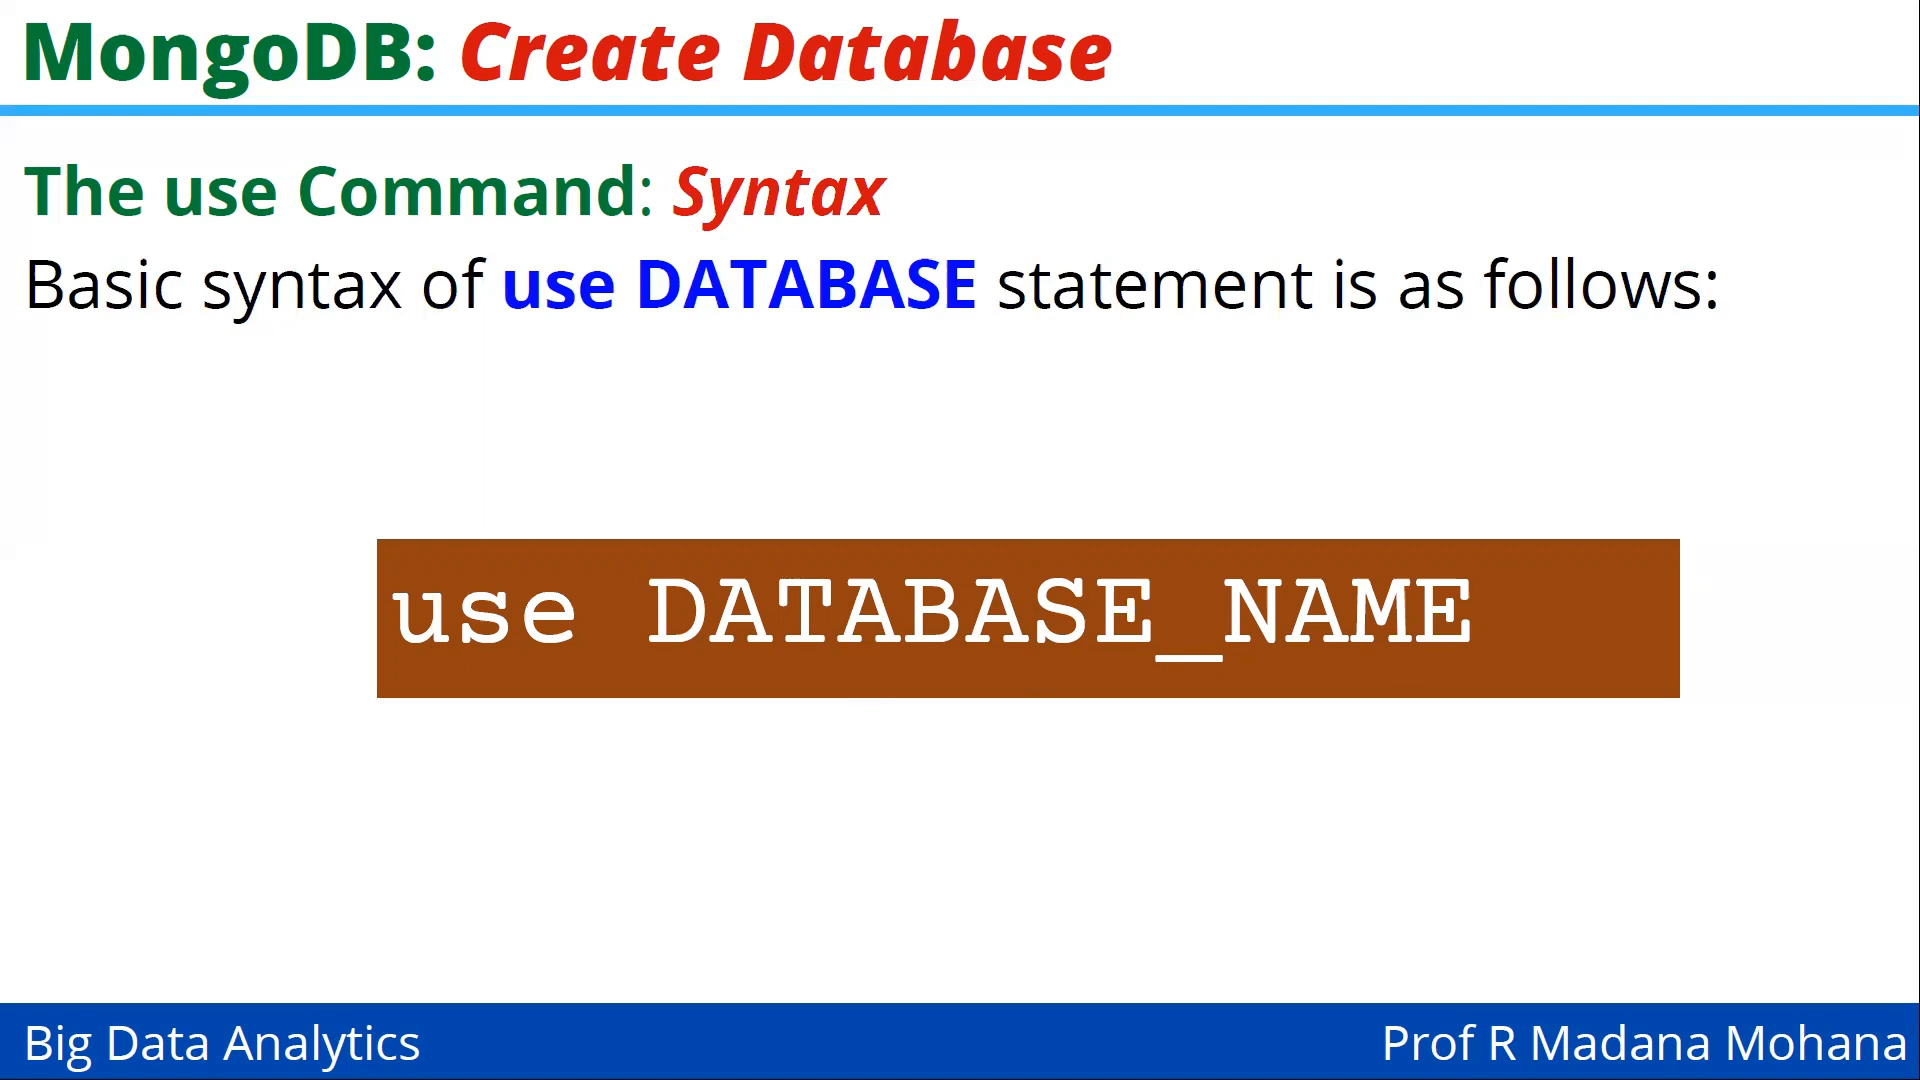 MongoDB: Create Database
The use Command: Syntax
Basic syntax of use DATABASE statement is as follows:
use DATABASE_NAME
Big Data Analytics
Prof R Madana Mohana